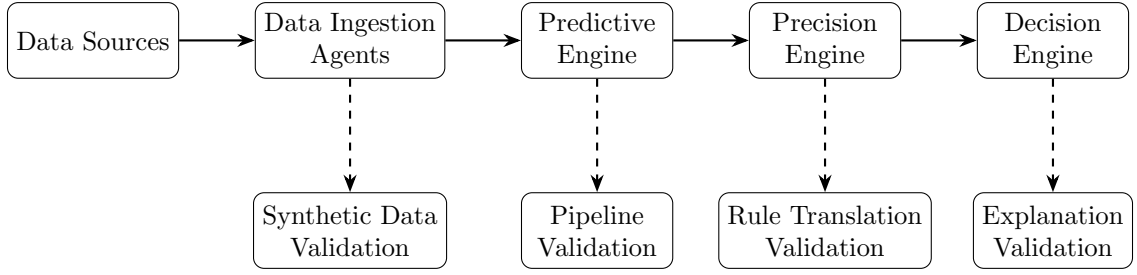 Data Sources
Data Ingestion
Agents
Predictive
Engine
Precision
Engine
Decision
Engine
Synthetic Data
Validation
Pipeline
Validation
Rule Translation
Validation
Explanation
Validation